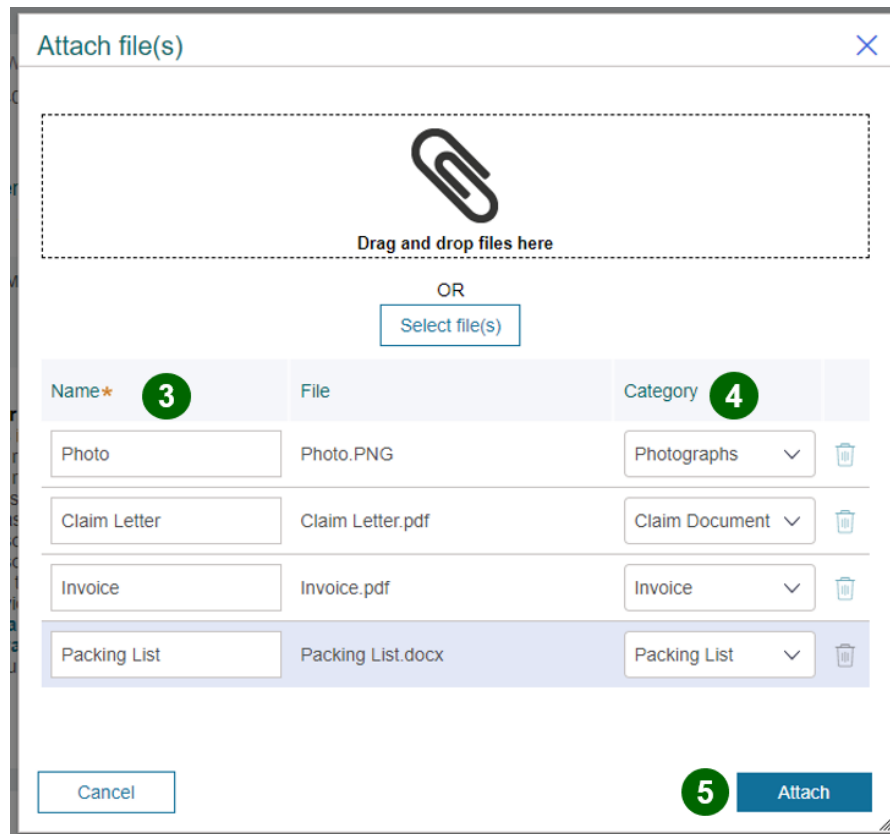 Attach file(s)
Drag and drop files here
OR
Select file(s)
Name* 3 File Category 4
Photo Photo.PNG Photographs
Claim Letter Claim Letter.pdf Claim Document
Invoice Invoice.pdf Invoice
Packing List Packing List.docx Packing List
Cancel 5 Attach